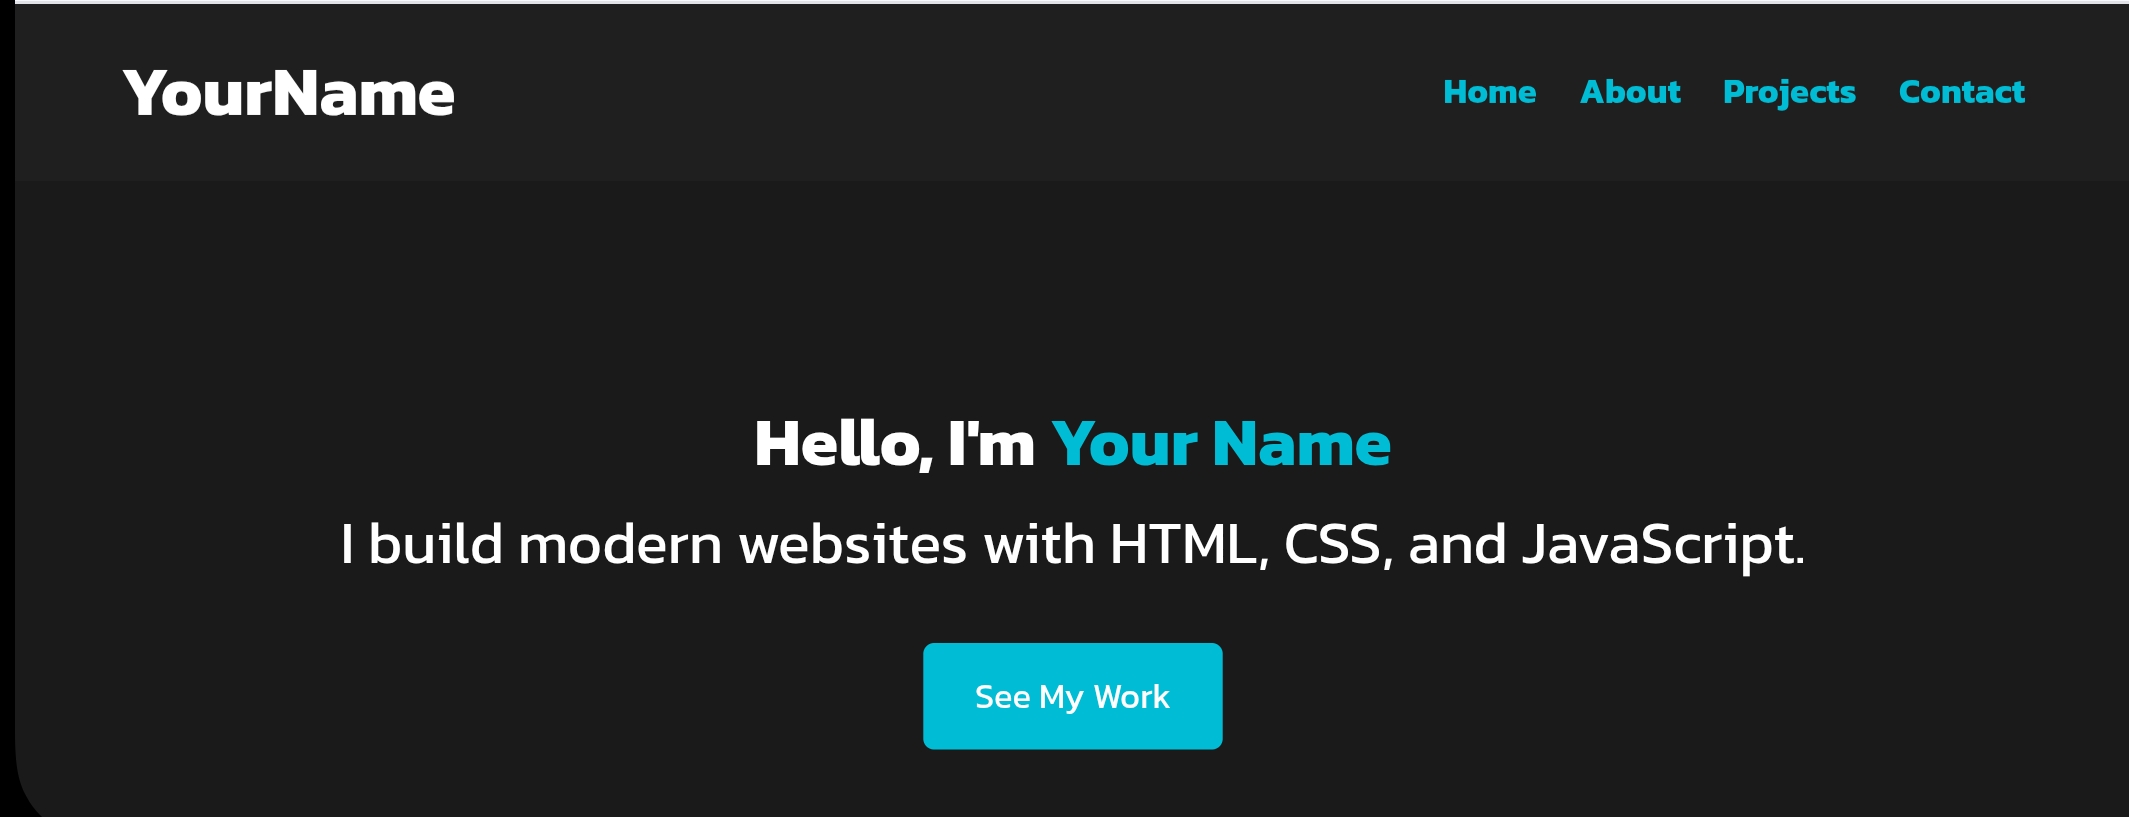 YourName
Home About Projects Contact
Hello, I'm Your Name
I build modern websites with HTML, CSS, and JavaScript.
See My Work